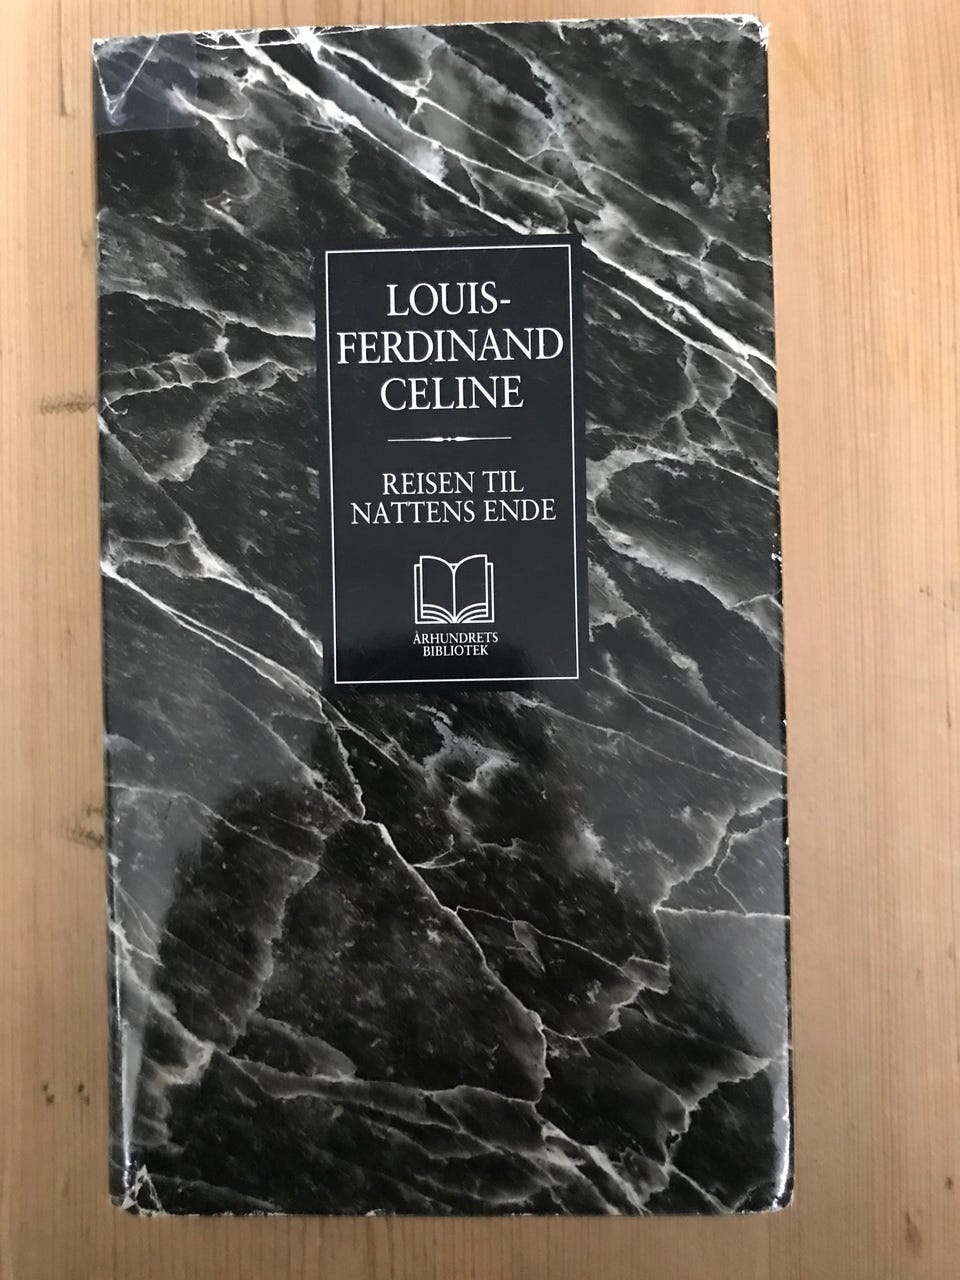 LOUIS-
FERDINAND
CELINE
REISEN TIL
NATTENS ENDE
ÅRHUNDRETS
BIBLIOTEK